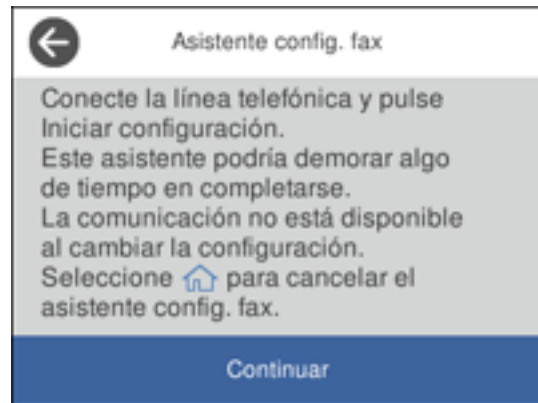 Asistente config. fax
Conecte la línea telefónica y pulse
Iniciar configuración.
Este asistente podría demorar algo
de tiempo en completarse.
La comunicación no está disponible
al cambiar la configuración.
Seleccione para cancelar el
asistente config. fax.
Continuar